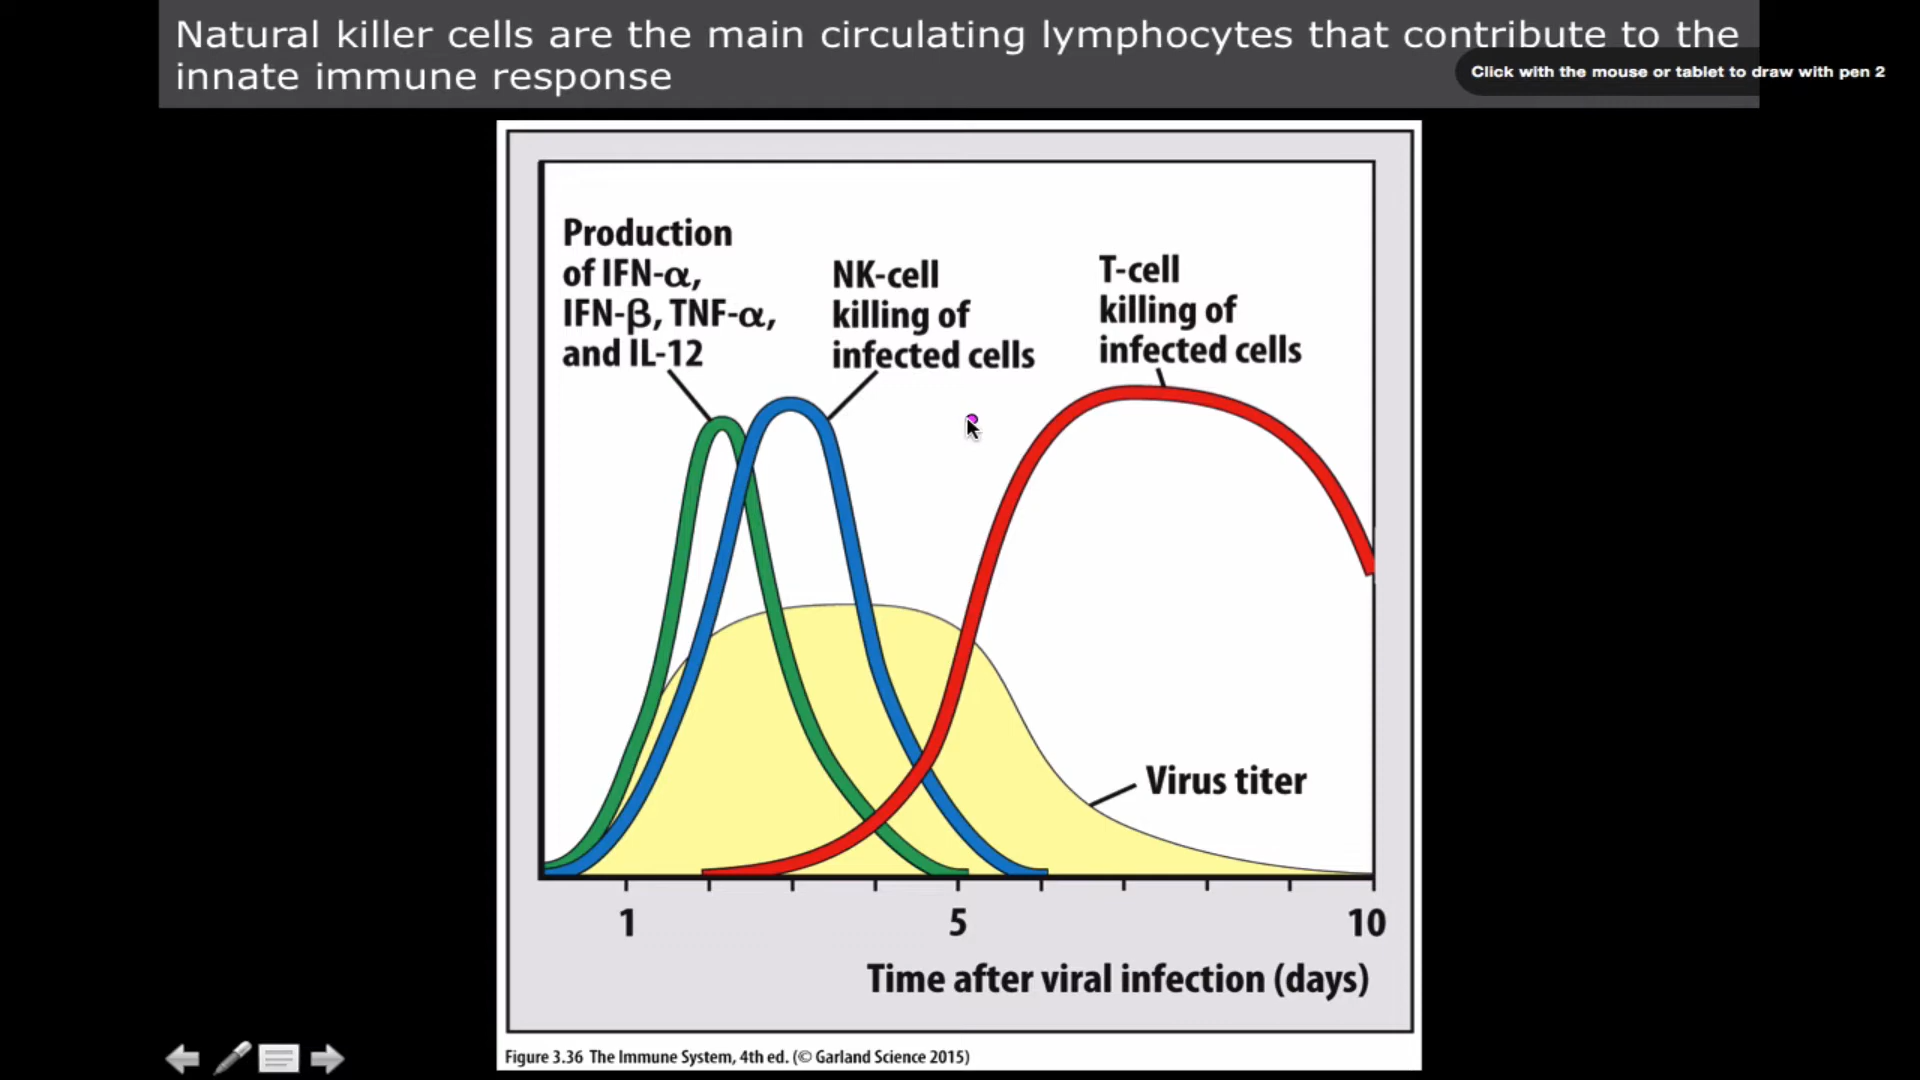 Natural killer cells are the main circulating lymphocytes that contribute to the
innate immune response
Click with the mouse or tablet to draw with pen 2
Production
of IFN-α,
IFN-β, TNF-α,
and IL-12
NK-cell
killing of
infected cells
T-cell
killing of
infected cells
Virus titer
1
5
10
Time after viral infection (days)
Figure 3.36 The Immune System, 4th ed. (© Garland Science 2015)